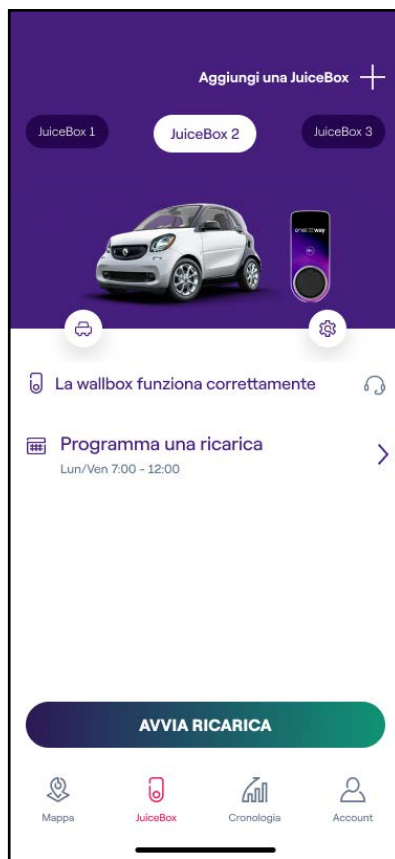 Aggiungi una JuiceBox
JuiceBox 1
JuiceBox 2
JuiceBox 3
La wallbox funziona correttamente
Programma una ricarica
Lun/Ven 7:00 - 12:00
AVVIA RICARICA
Mappa
JuiceBox
Cronologia
Account